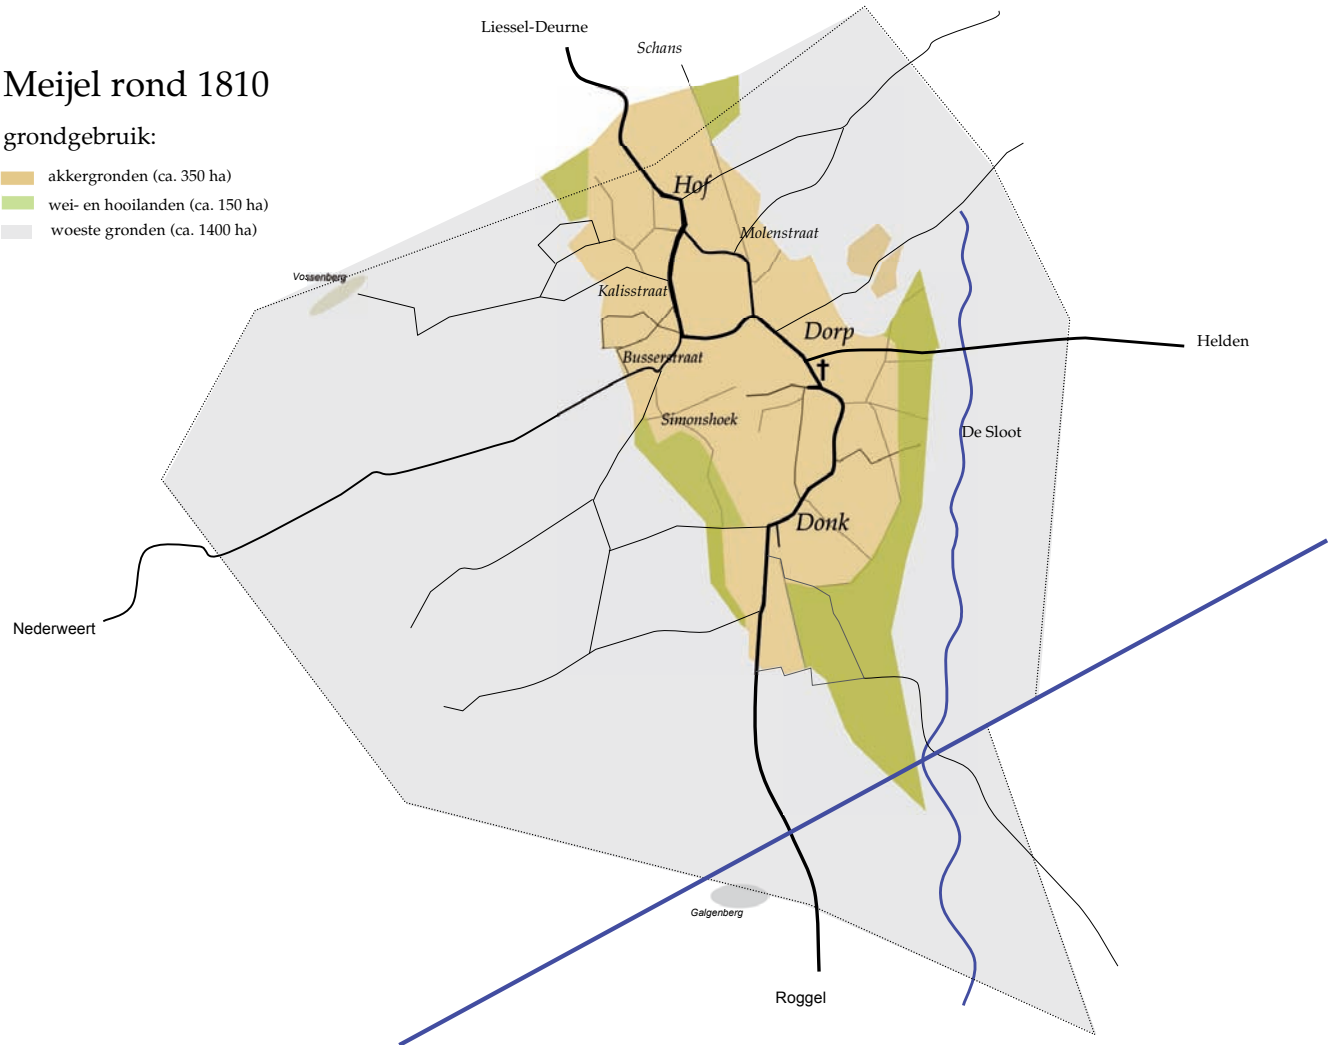 Liessel-Deurne
Schans
Meijel rond 1810
grondgebruik:
akkergronden (ca. 350 ha)
wei- en hooilanden (ca. 150 ha)
woeste gronden (ca. 1400 ha)
Hof
Molenstraat
Vossenberg
Kalisstraat
Dorp
Helden
Busserstraat
Simonshoek
De Sloot
Donk
Nederweert
Galgenberg
Roggel